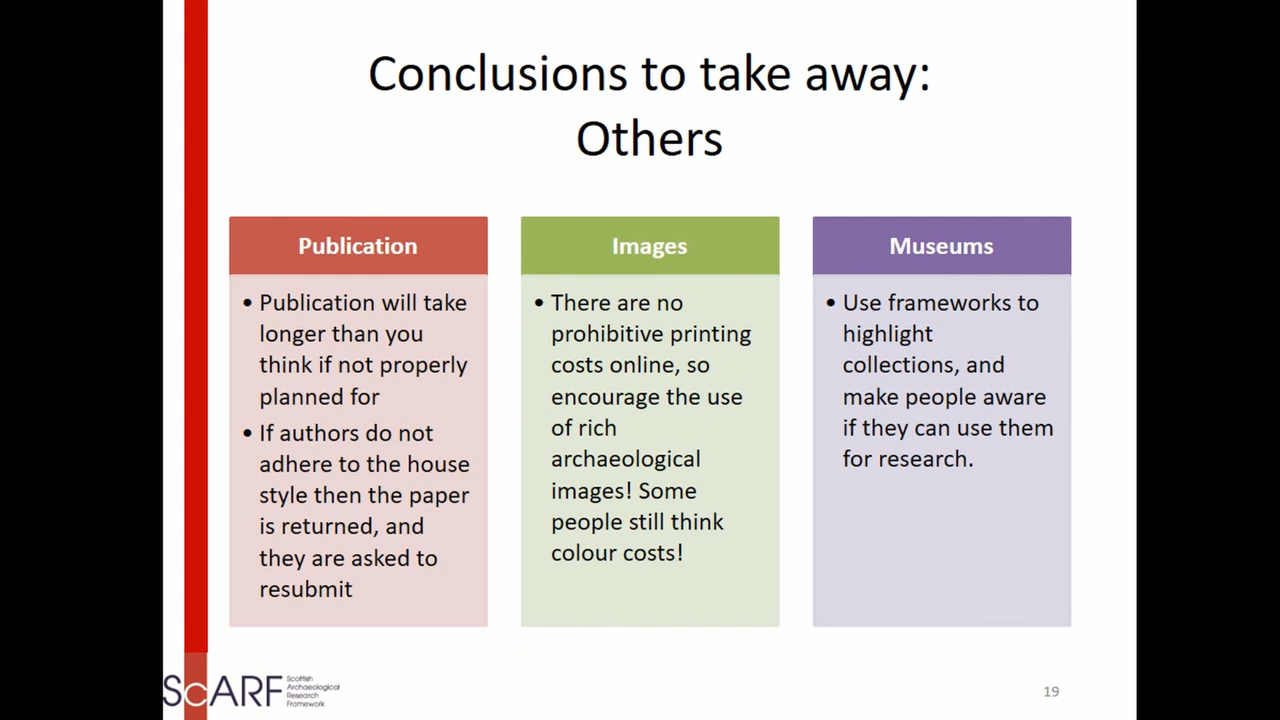 Conclusions to take away:
Others
Publication
• Publication will take
longer than you
think if not properly
planned for
• If authors do not
adhere to the house
style then the paper
is returned, and
they are asked to
resubmit
Images
• There are no
prohibitive printing
costs online, so
encourage the use
of rich
archaeological
images! Some
people still think
colour costs!
Museums
• Use frameworks to
highlight
collections, and
make people aware
if they can use them
for research.
ScARF
Scottish
Archaeological
Research
Framework
19